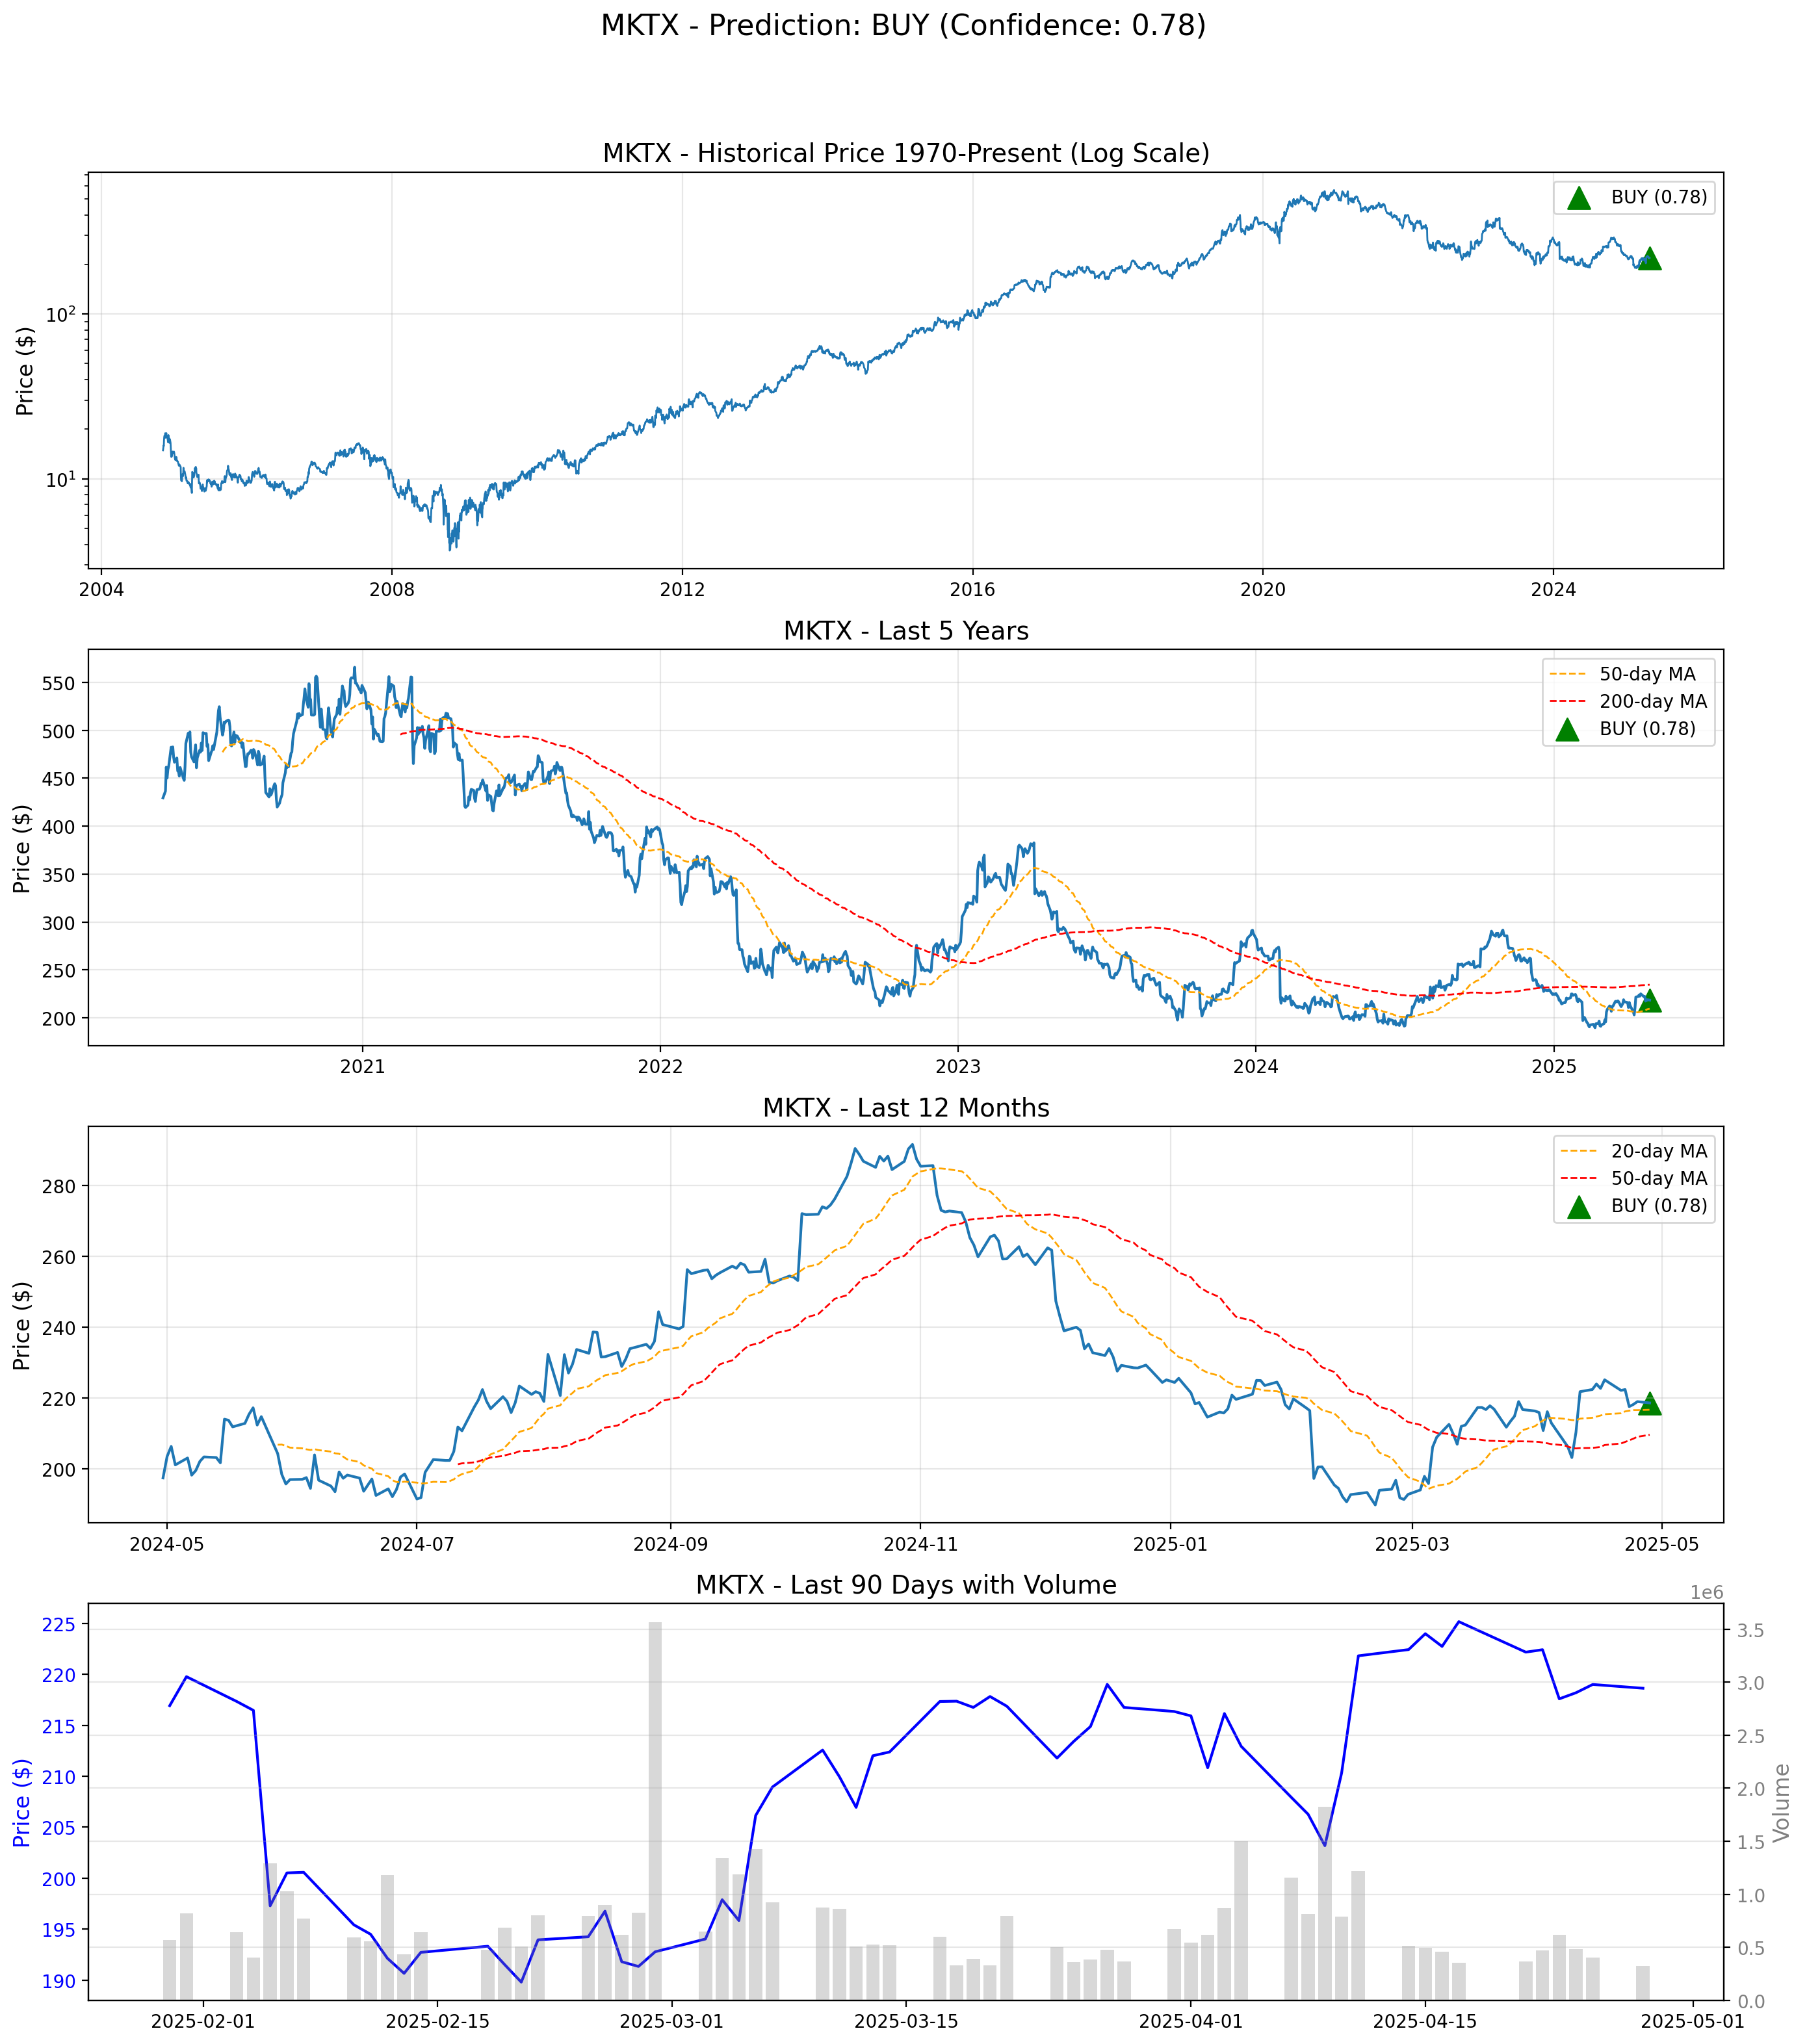 MKTX - Prediction: BUY (Confidence: 0.78)
MKTX - Historical Price 1970-Present (Log Scale)
BUY (0.78)
Price ($)
10²
10¹
2004 2008 2012 2016 2020 2024
MKTX - Last 5 Years
50-day MA
200-day MA
BUY (0.78)
Price ($)
550
500
450
400
350
300
250
200
2021 2022 2023 2024 2025
MKTX - Last 12 Months
20-day MA
50-day MA
BUY (0.78)
Price ($)
280
260
240
220
200
2024-05 2024-07 2024-09 2024-11 2025-01 2025-03 2025-05
MKTX - Last 90 Days with Volume
1e6
Price ($)
225
220
215
210
205
200
195
190
3.5
3.0
2.5
2.0
1.5
1.0
0.5
0.0
Volume
2025-02-01 2025-02-15 2025-03-01 2025-03-15 2025-04-01 2025-04-15 2025-05-01